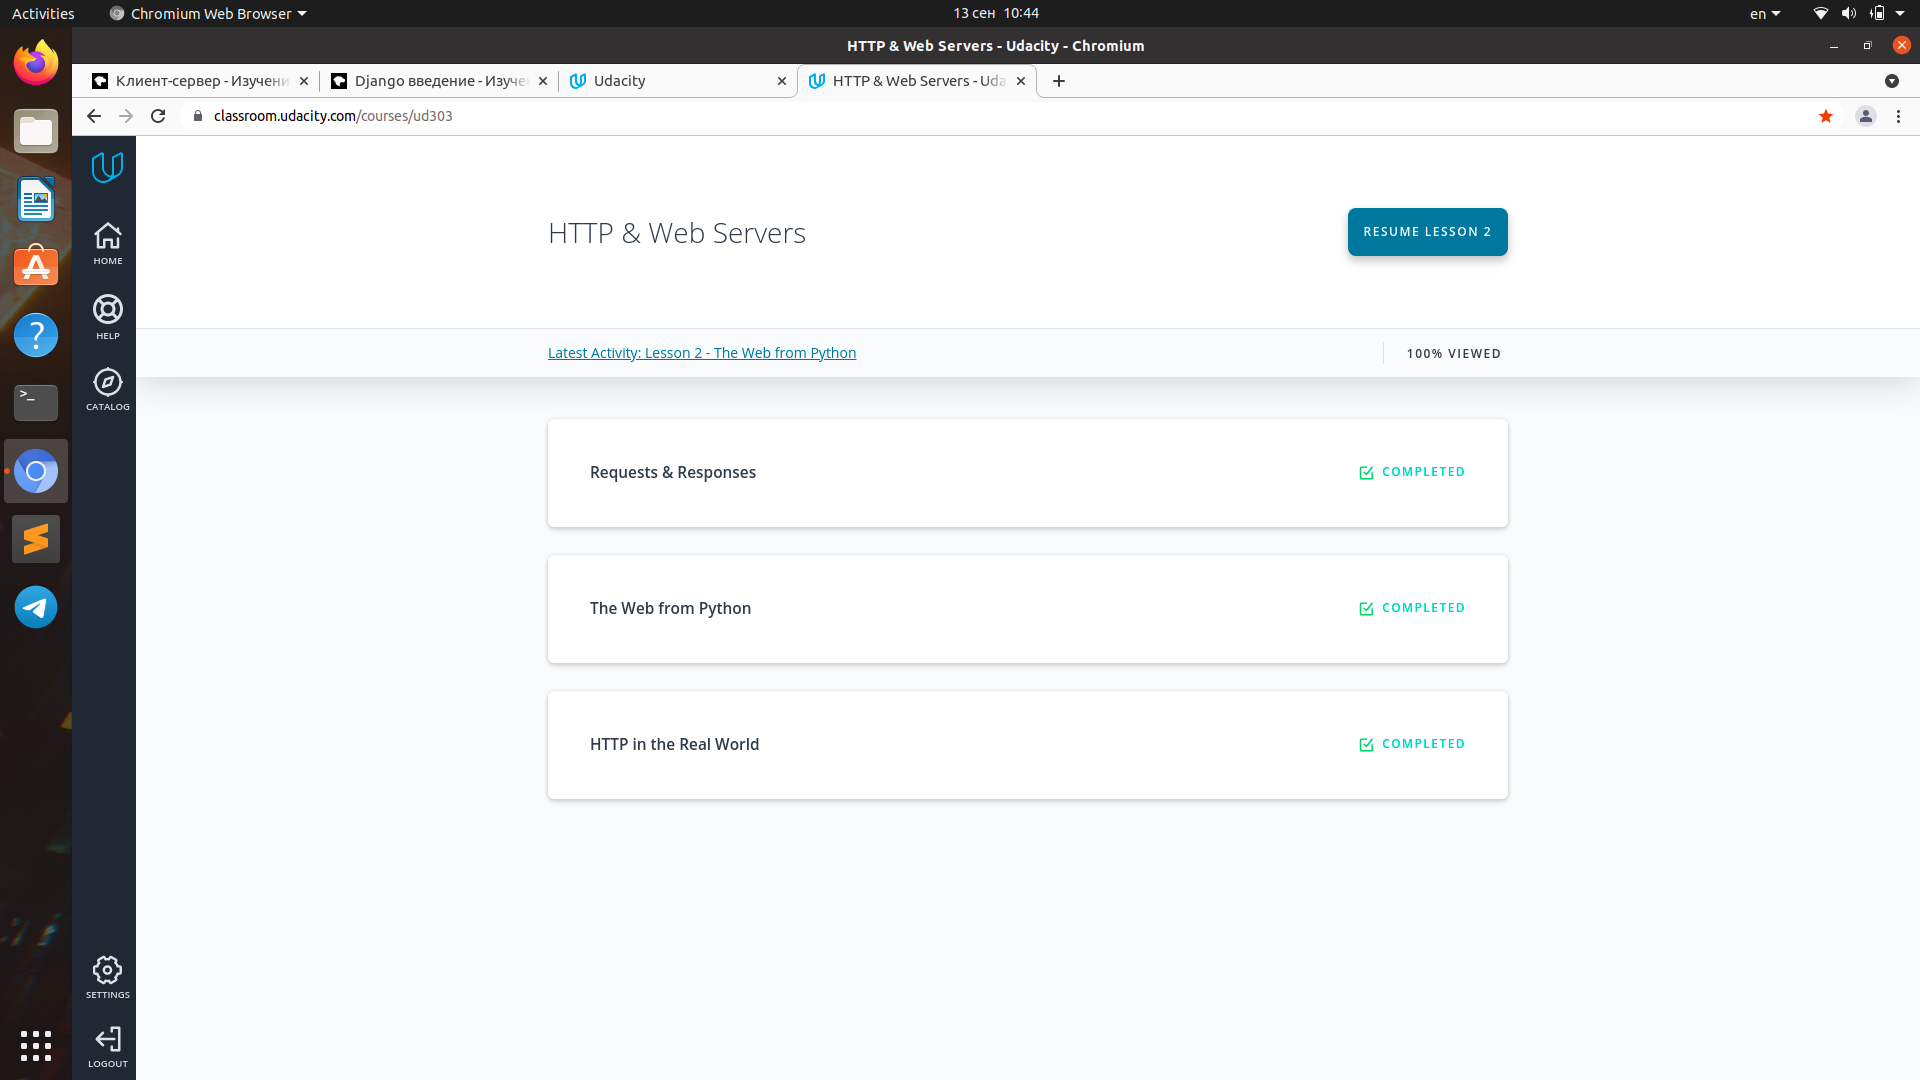 Activities
Chromium Web Browser
13 сен 10:44
en
HTTP & Web Servers - Udacity - Chromium
Клиент-сервер - Изучени
Django введение - Изуче
Udacity
HTTP & Web Servers - Uda
classroom.udacity.com/courses/ud303
HOME
HELP
CATALOG
SETTINGS
LOGOUT
HTTP & Web Servers
RESUME LESSON 2
Latest Activity: Lesson 2 - The Web from Python
100% VIEWED
Requests & Responses
COMPLETED
The Web from Python
COMPLETED
HTTP in the Real World
COMPLETED